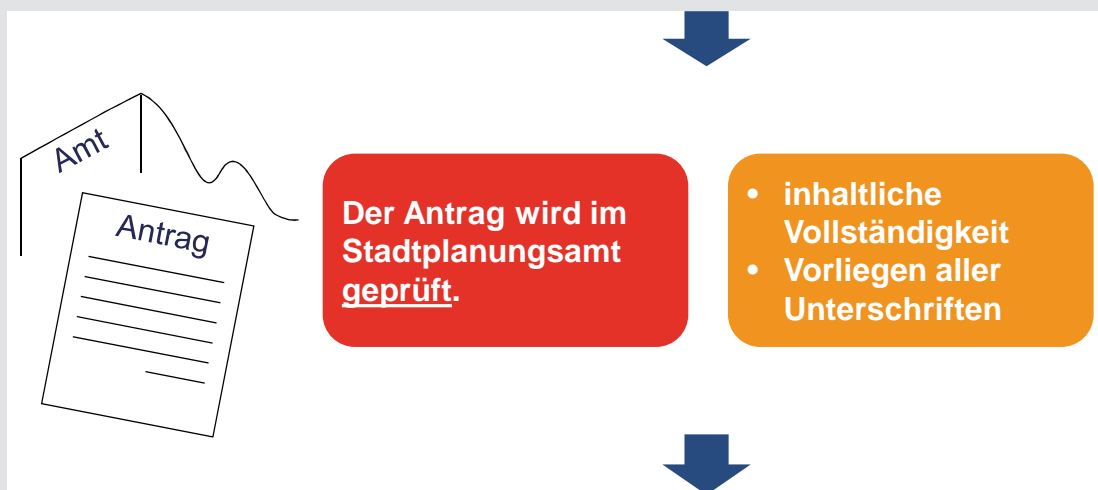 Amt
Antrag
Der Antrag wird im
Stadtplanungsamt
geprüft.
• inhaltliche
Vollständigkeit
• Vorliegen aller
Unterschriften